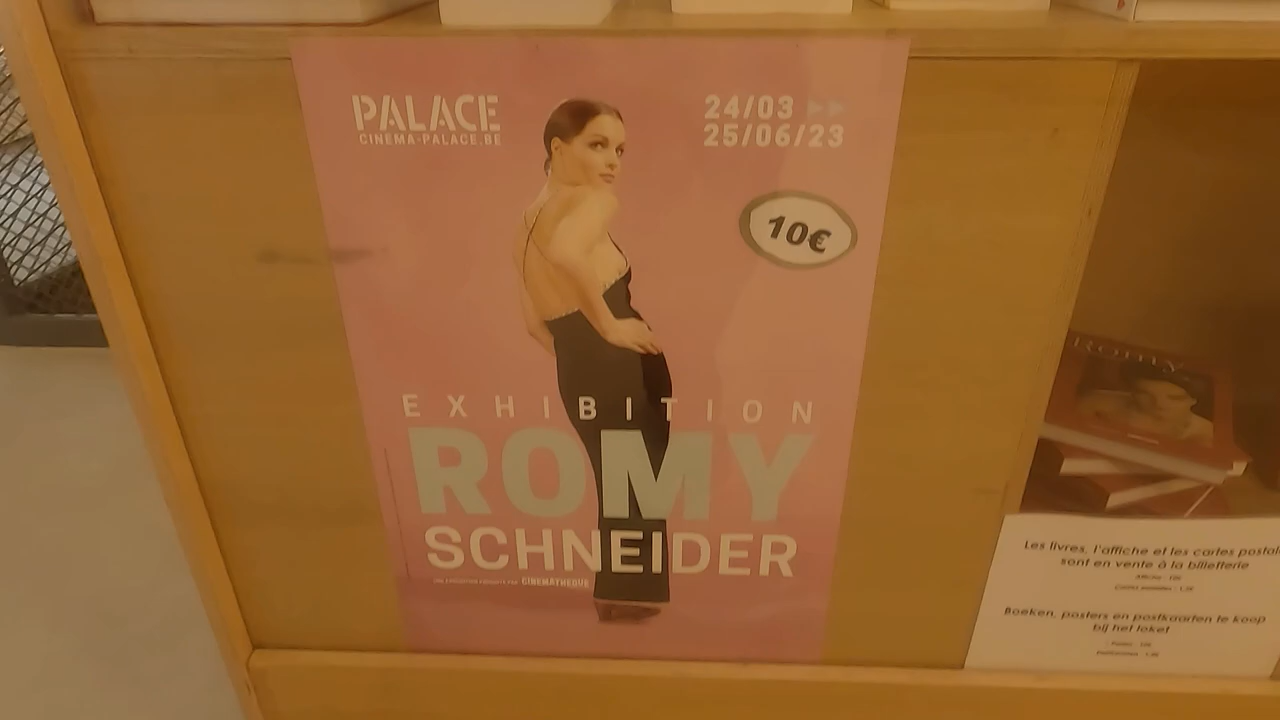 PALACE
CINEMA-PALACE.BE
24/03
25/06/23
10€
EXHIBITION
ROMY
SCHNEIDER
CINEMATHEQUE
ROMY
Les livres, l'affiche et les cartes postal
sont en vente à la billetterie
Boeken, posters en postkaarten te koop
bij het loket